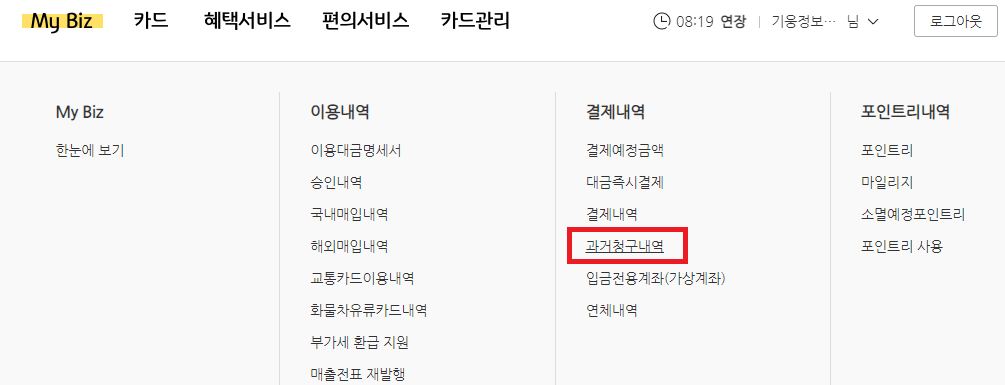 My Biz 카드 혜택서비스 편의서비스 카드관리 08:19 연장 기웅정보… 님 로그아웃
My Biz
한눈에 보기
이용내역
이용대금명세서
승인내역
국내매입내역
해외매입내역
교통카드이용내역
화물차유류카드내역
부가세 환급 지원
매출전표 재발행
결제내역
결제예정금액
대금즉시결제
결제내역
과거청구내역
입금전용계좌(가상계좌)
연체내역
포인트리내역
포인트리
마일리지
소멸예정포인트리
포인트리 사용